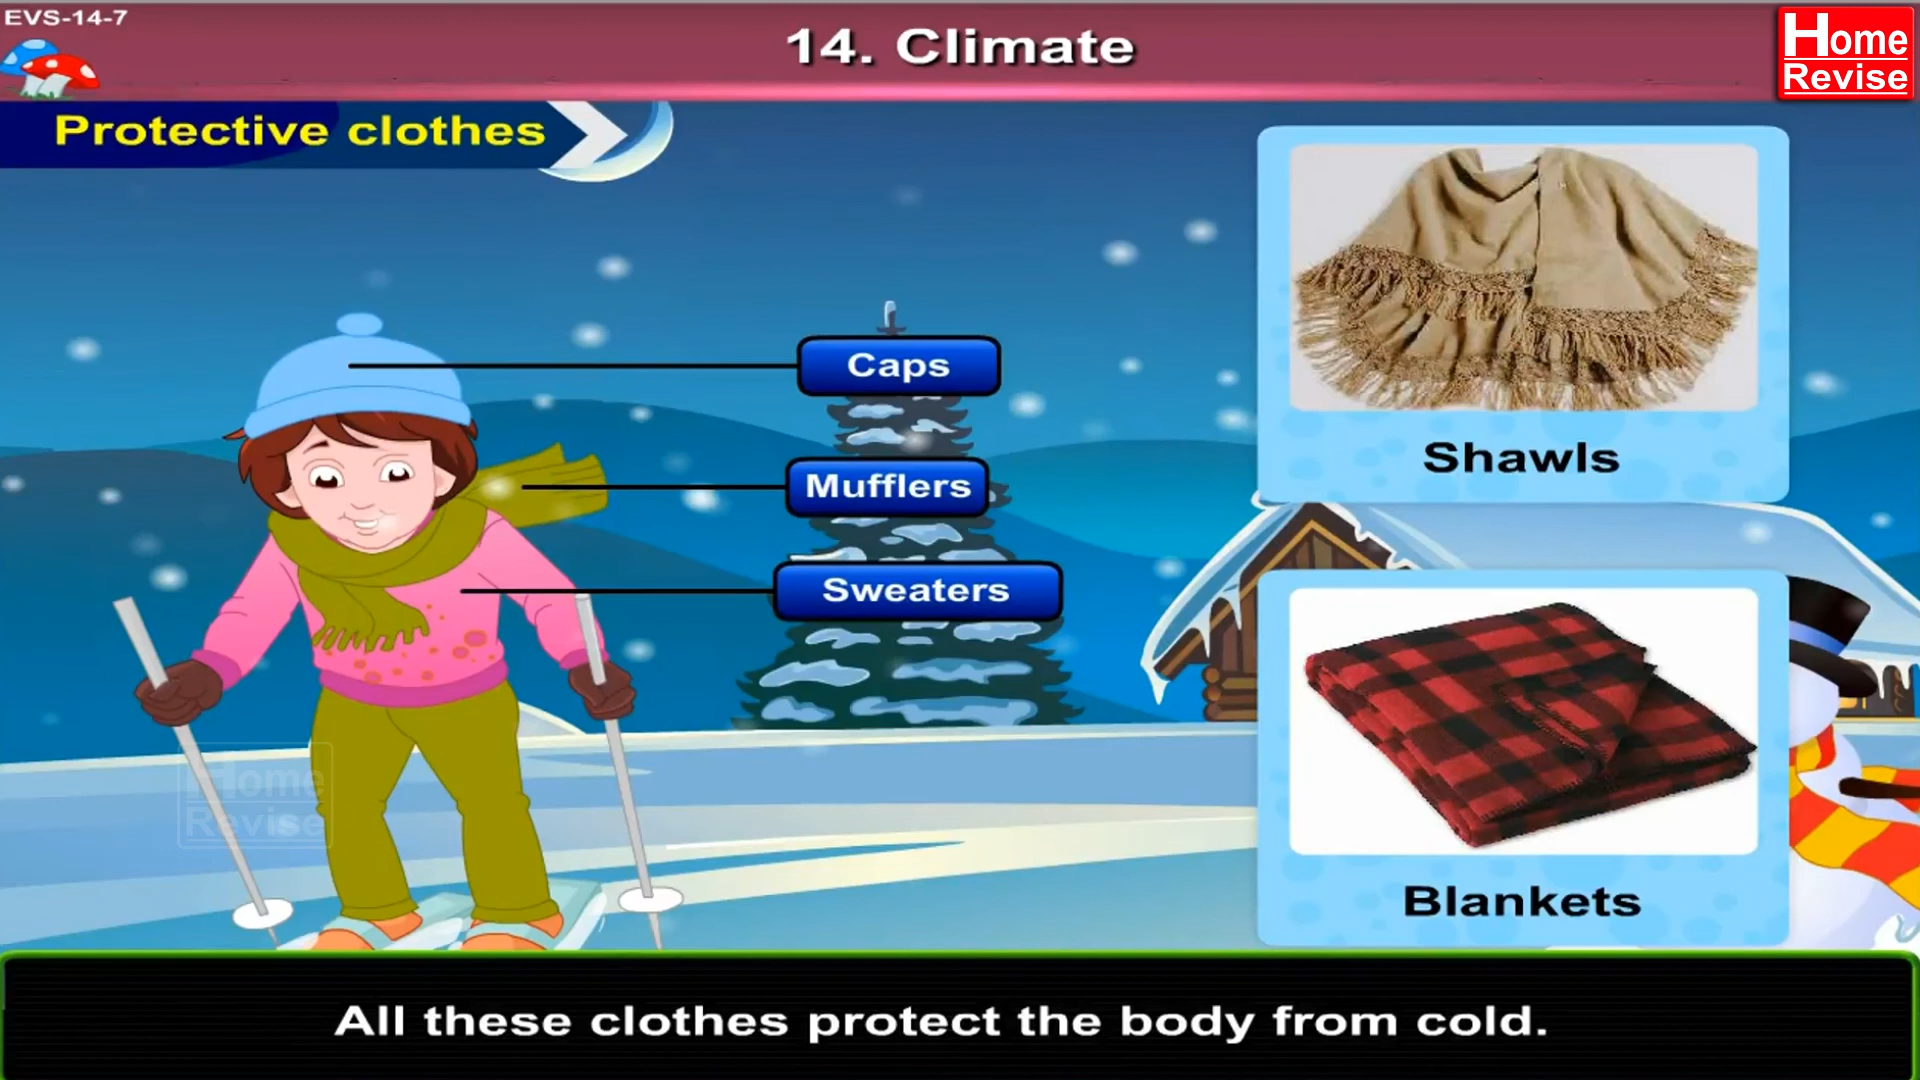 EVS-14-7
14. Climate
Home
Revise
Protective clothes
Caps
Mufflers
Sweaters
Shawls
Blankets
Home
Revise
All these clothes protect the body from cold.